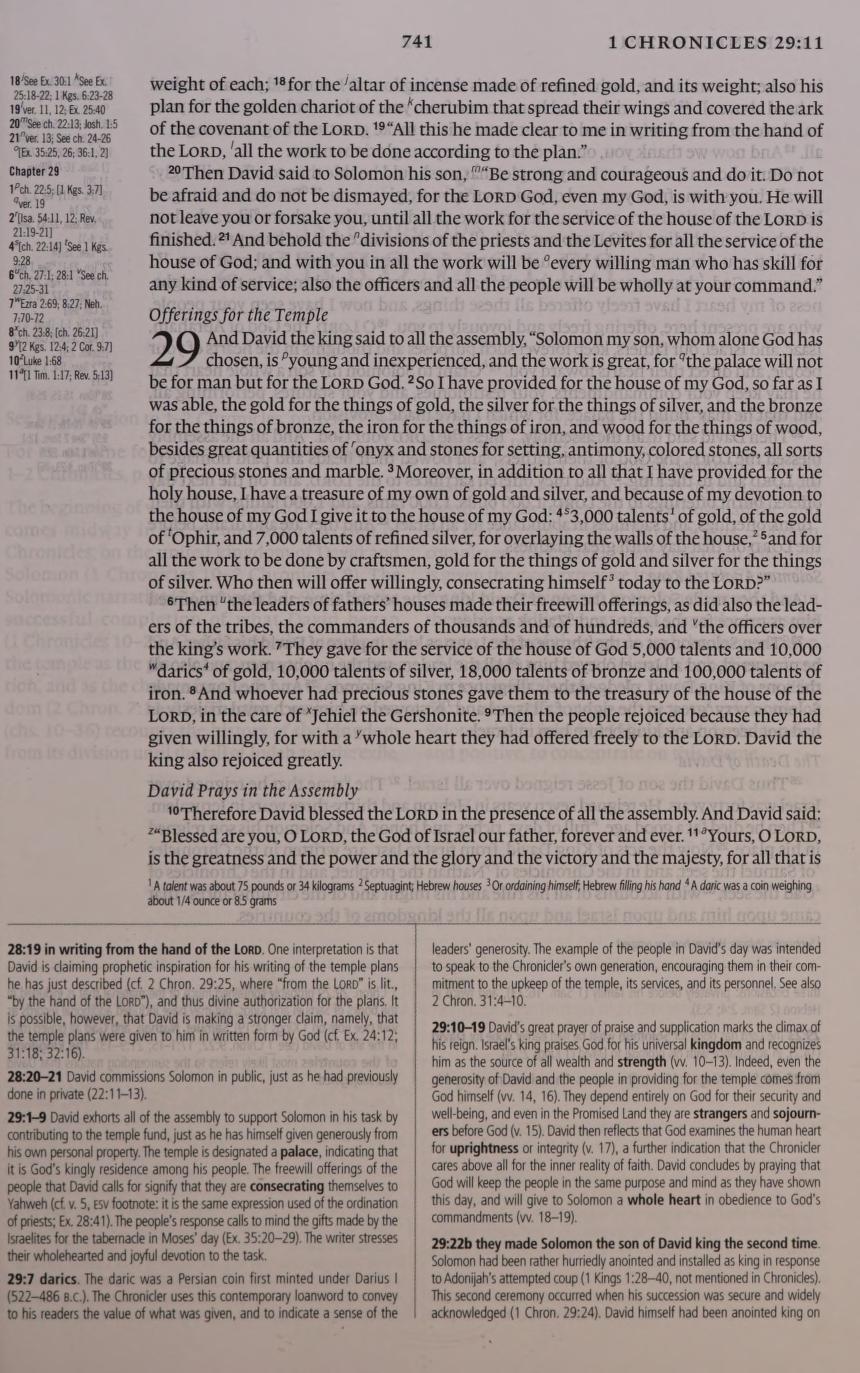 741
1 CHRONICLES 29:11
18 jSee Ex. 30:1 kSee Ex.
25:18-22; 1 Kgs. 6:23-28
19 lver. 11, 12; Ex. 25:40
20 mSee ch. 22:13; Josh. 1:5
21 nver. 13; See ch. 24-26
o[Ex. 35:25, 26; 36:1, 2]
Chapter 29
1 pch. 22:5; [1 Kgs. 3:7]
qver. 19
2 r[Isa. 54:11, 12; Rev.
21:19-21]
4 s[ch. 22:14] tSee 1 Kgs.
9:28
6 uch. 27:1; 28:1 vSee ch.
27:25-31
7 wEzra 2:69; 8:27; Neh.
7:70-72
8 xch. 23:8; [ch. 26:21]
9 y[2 Kgs. 12:4; 2 Cor. 9:7]
10 zLuke 1:68
11 a[1 Tim. 1:17; Rev. 5:13]
weight of each; 18 for the jaltar of incense made of refined gold, and its weight; also his
plan for the golden chariot of the kcherubim that spread their wings and covered the ark
of the covenant of the LORD. 19 “All this he made clear to me in writing from the hand of
the LORD, lall the work to be done according to the plan.”
20 Then David said to Solomon his son, m“Be strong and courageous and do it. Do not
be afraid and do not be dismayed, for the LORD God, even my God, is with you. He will
not leave you or forsake you, until all the work for the service of the house of the LORD is
finished. 21 And behold the ndivisions of the priests and the Levites for all the service of the
house of God; and with you in all the work will be oevery willing man who has skill for
any kind of service; also the officers and all the people will be wholly at your command.”
Offerings for the Temple
29 And David the king said to all the assembly, “Solomon my son, whom alone God has
chosen, is pyoung and inexperienced, and the work is great, for qthe palace will not
be for man but for the LORD God. 2 So I have provided for the house of my God, so far as I
was able, the gold for the things of gold, the silver for the things of silver, and the bronze
for the things of bronze, the iron for the things of iron, and wood for the things of wood,
besides great quantities of ronyx and stones for setting, antimony, colored stones, all sorts
of precious stones and marble. 3 Moreover, in addition to all that I have provided for the
holy house, I have a treasure of my own of gold and silver, and because of my devotion to
the house of my God I give it to the house of my God: 4 s3,000 talents1 of gold, of the gold
of tOphir, and 7,000 talents of refined silver, for overlaying the walls of the house,2 5 and for
all the work to be done by craftsmen, gold for the things of gold and silver for the things
of silver. Who then will offer willingly, consecrating himself3 today to the LORD?”
6 Then uthe leaders of fathers’ houses made their freewill offerings, as did also the lead-
ers of the tribes, the commanders of thousands and of hundreds, and vthe officers over
the king’s work. 7 They gave for the service of the house of God 5,000 talents and 10,000
wdarics4 of gold, 10,000 talents of silver, 18,000 talents of bronze and 100,000 talents of
iron. 8 And whoever had precious stones gave them to the treasury of the house of the
LORD, in the care of xJehiel the Gershonite. 9 Then the people rejoiced because they had
given willingly, for with a ywhole heart they had offered freely to the LORD. David the
king also rejoiced greatly.
David Prays in the Assembly
10 Therefore David blessed the LORD in the presence of all the assembly. And David said:
z“Blessed are you, O LORD, the God of Israel our father, forever and ever. 11 aYours, O LORD,
is the greatness and the power and the glory and the victory and the majesty, for all that is
1 A talent was about 75 pounds or 34 kilograms 2 Septuagint; Hebrew houses 3 Or ordaining himself; Hebrew filling his hand 4 A daric was a coin weighing
about 1/4 ounce or 8.5 grams
28:19 in writing from the hand of the LORD. One interpretation is that
David is claiming prophetic inspiration for his writing of the temple plans
he has just described (cf. 2 Chron. 29:25, where “from the LORD” is lit.,
“by the hand of the LORD”), and thus divine authorization for the plans. It
is possible, however, that David is making a stronger claim, namely, that
the temple plans were given to him in written form by God (cf. Ex. 24:12;
31:18; 32:16).
28:20–21 David commissions Solomon in public, just as he had previously
done in private (22:11–13).
29:1–9 David exhorts all of the assembly to support Solomon in his task by
contributing to the temple fund, just as he has himself given generously from
his own personal property. The temple is designated a palace, indicating that
it is God’s kingly residence among his people. The freewill offerings of the
people that David calls for signify that they are consecrating themselves to
Yahweh (cf. v. 5, ESV footnote: it is the same expression used of the ordination
of priests; Ex. 28:41). The people’s response calls to mind the gifts made by the
Israelites for the tabernacle in Moses’ day (Ex. 35:20–29). The writer stresses
their wholehearted and joyful devotion to the task.
29:7 darics. The daric was a Persian coin first minted under Darius I
(522–486 B.C.). The Chronicler uses this contemporary loanword to convey
to his readers the value of what was given, and to indicate a sense of the
leaders’ generosity. The example of the people in David’s day was intended
to speak to the Chronicler’s own generation, encouraging them in their com-
mitment to the upkeep of the temple, its services, and its personnel. See also
2 Chron. 31:4–10.
29:10–19 David’s great prayer of praise and supplication marks the climax of
his reign. Israel’s king praises God for his universal kingdom and recognizes
him as the source of all wealth and strength (vv. 10–13). Indeed, even the
generosity of David and the people in providing for the temple comes from
God himself (vv. 14, 16). They depend entirely on God for their security and
well-being, and even in the Promised Land they are strangers and sojourn-
ers before God (v. 15). David then reflects that God examines the human heart
for uprightness or integrity (v. 17), a further indication that the Chronicler
cares above all for the inner reality of faith. David concludes by praying that
God will keep the people in the same purpose and mind as they have shown
this day, and will give to Solomon a whole heart in obedience to God’s
commandments (vv. 18–19).
29:22b they made Solomon the son of David king the second time.
Solomon had been rather hurriedly anointed and installed as king in response
to Adonijah’s attempted coup (1 Kings 1:28–40, not mentioned in Chronicles).
This second ceremony occurred when his succession was secure and widely
acknowledged (1 Chron. 29:24). David himself had been anointed king on